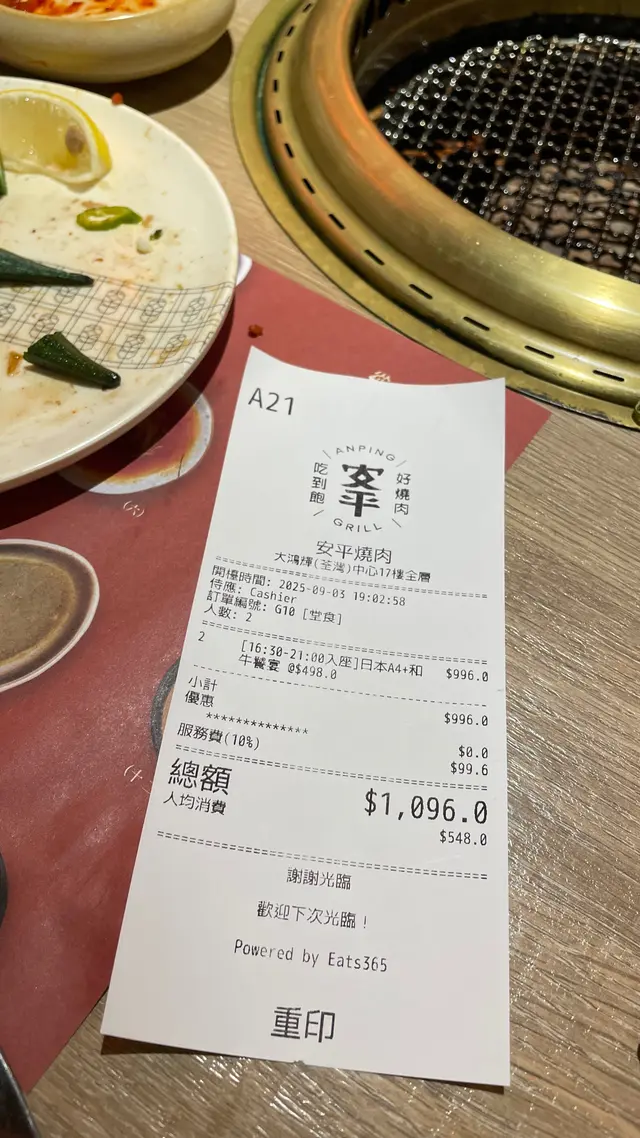 A21
ANPING
吃到飽
安平
好燒肉
GRILL
安平燒肉
大鴻輝(荃灣)中心17樓全層
開檯時間: 2025-09-03 19:02:58
侍應: Cashier
訂單編號: G10 [堂食]
人數: 2
2 [16:30-21:00入座]日本A4+和 $996.0
牛饗宴 @$498.0
小計 $996.0
優惠
************** $0.0
服務費(10%) $99.6
總額 $1,096.0
人均消費 $548.0
謝謝光臨
歡迎下次光臨!
Powered by Eats365
重印